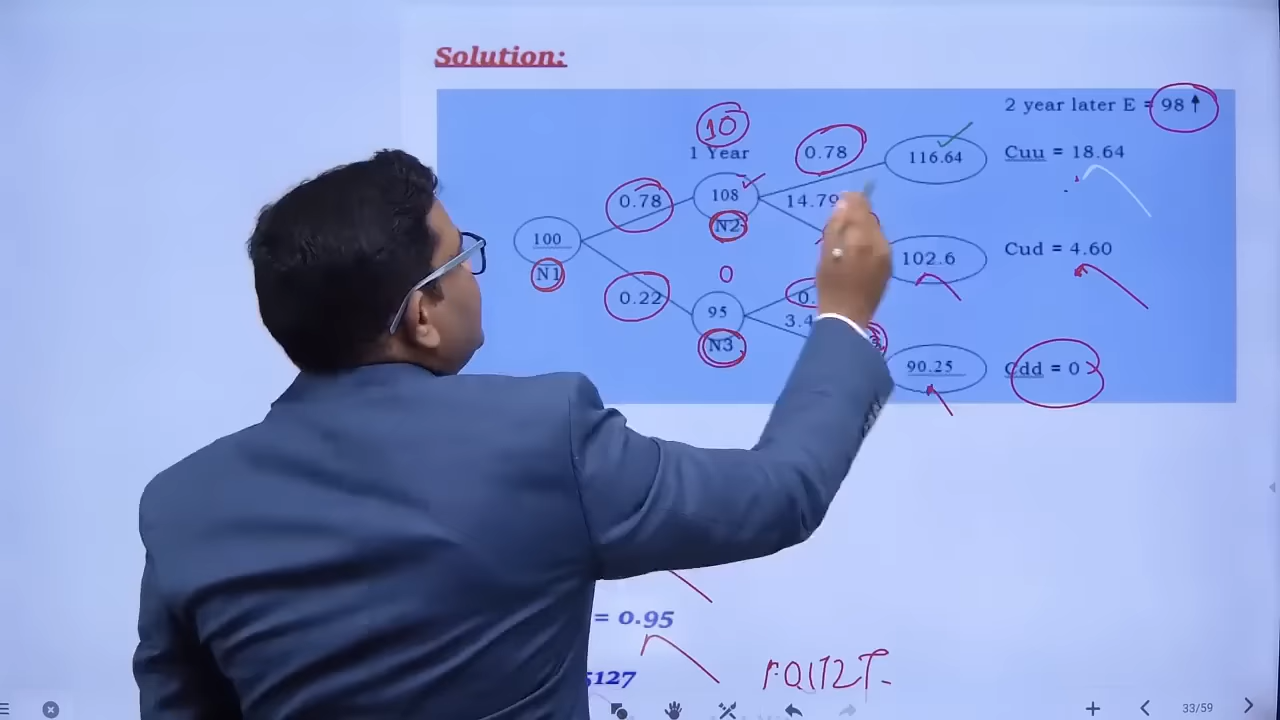 Solution:
2 year later E = 98
10
1 Year
0.78
116.64
Cuu = 18.64
0.78
108
14.79
N2
100
N1
102.6
Cud = 4.60
0
0.22
95
3.4
N3
90.25
Cdd = 0
= 0.95
5127
33/59